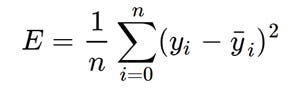 E = \frac{1}{n} \sum_{i=0}^{n} (y_i - \bar{y}_i)^2